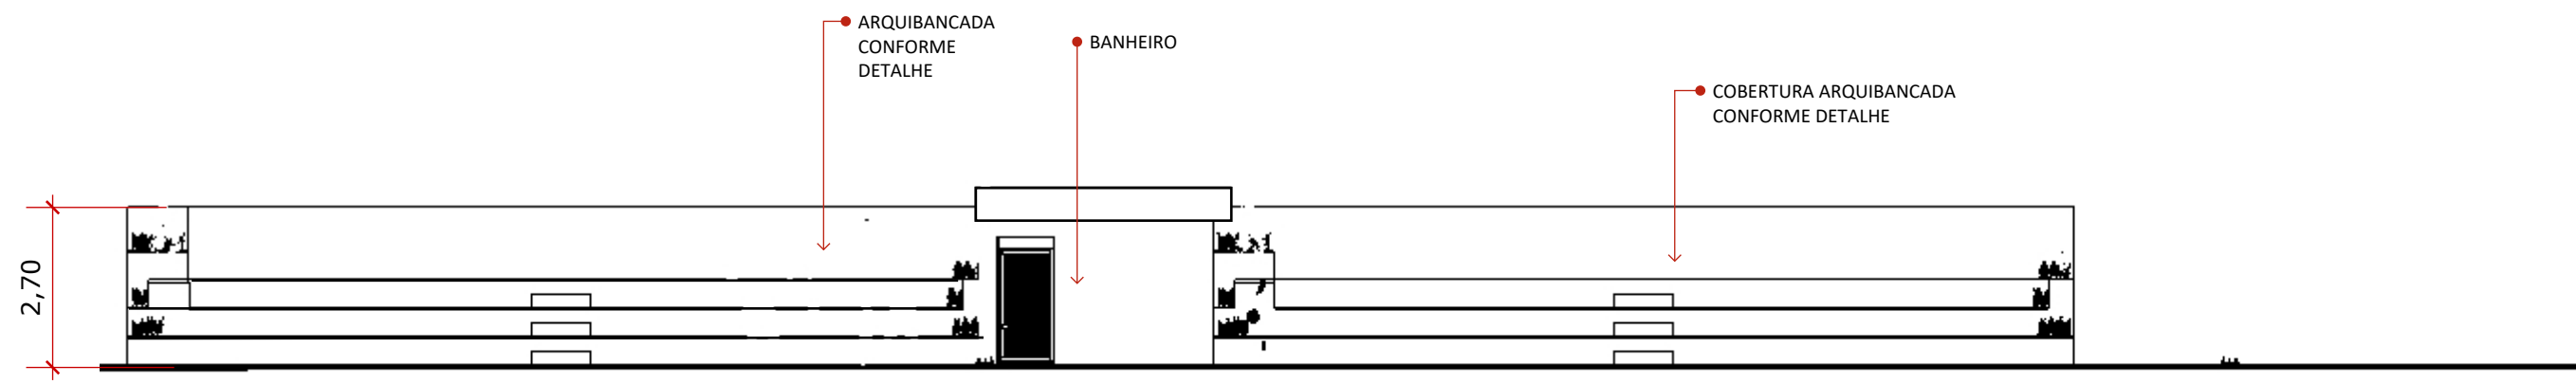 ARQUIBANCADA
CONFORME
DETALHE
BANHEIRO
COBERTURA ARQUIBANCADA
CONFORME DETALHE
2,70